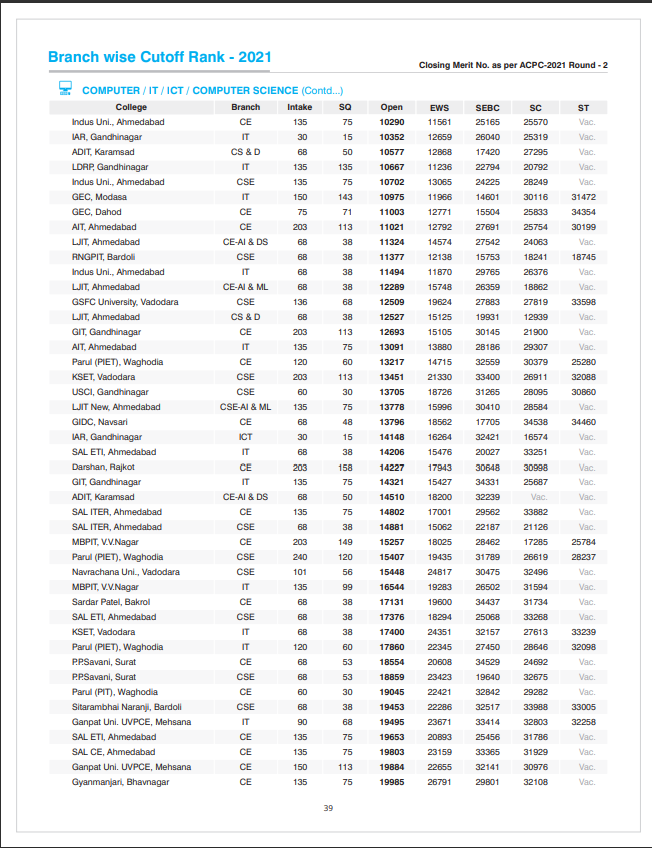 Branch wise Cutoff Rank - 2021
Closing Merit No. as per ACPC-2021 Round - 2
COMPUTER / IT / ICT / COMPUTER SCIENCE (Contd...)
College Branch Intake SQ Open EWS SEBC SC ST
Indus Uni., Ahmedabad CE 135 75 10290 11561 25165 25570 Vac.
IAR, Gandhinagar IT 30 15 10352 12659 26040 25319 Vac.
ADIT, Karamsad CS & D 68 50 10577 12868 17420 27295 Vac.
LDRP, Gandhinagar IT 135 135 10667 11236 22794 20792 Vac.
Indus Uni., Ahmedabad CSE 135 75 10702 13065 24225 28249 Vac.
GEC, Modasa IT 150 143 10975 11966 14601 30116 31472
GEC, Dahod CE 75 71 11003 12771 15504 25833 34354
AIT, Ahmedabad CE 203 113 11021 12792 27691 25754 30199
LJIT, Ahmedabad CE-AI & DS 68 38 11324 14574 27542 24063 Vac.
RNGPIT, Bardoli CSE 68 38 11377 12138 15753 18241 18745
Indus Uni., Ahmedabad IT 68 38 11494 11870 29765 26376 Vac.
LJIT, Ahmedabad CE-AI & ML 68 38 12289 15748 26359 18862 Vac.
GSFC University, Vadodara CSE 136 68 12509 19624 27883 27819 33598
LJIT, Ahmedabad CS & D 68 38 12527 15125 19931 12939 Vac.
GIT, Gandhinagar CE 203 113 12693 15105 30145 21900 Vac.
AIT, Ahmedabad IT 135 75 13091 13880 28186 29307 Vac.
Parul (PIET), Waghodia CE 120 60 13217 14715 32559 30379 25280
KSET, Vadodara CSE 203 113 13451 21330 33400 26911 32088
USCI, Gandhinagar CSE 60 30 13705 18726 31265 28095 30860
LJIT New, Ahmedabad CSE-AI & ML 135 75 13778 15996 30410 28584 Vac.
GIDC, Navsari CE 68 48 13796 18562 17705 34538 34460
IAR, Gandhinagar ICT 30 15 14148 16264 32421 16574 Vac.
SAL ETI, Ahmedabad IT 68 38 14206 15476 20027 33251 Vac.
Darshan, Rajkot CE 203 158 14227 17943 30648 30998 Vac.
GIT, Gandhinagar IT 135 75 14321 15427 34331 25687 Vac.
ADIT, Karamsad CE-AI & DS 68 50 14510 18200 32239 Vac. Vac.
SAL ITER, Ahmedabad CE 135 75 14802 17001 29562 33882 Vac.
SAL ITER, Ahmedabad CSE 68 38 14881 15062 22187 21126 Vac.
MBPIT, V.V.Nagar CE 203 149 15257 18025 28462 17285 25784
Parul (PIET), Waghodia CSE 240 120 15407 19435 31789 26619 28237
Navrachana Uni., Vadodara CSE 101 56 15448 24817 30475 32496 Vac.
MBPIT, V.V.Nagar IT 135 99 16544 19283 26502 31594 Vac.
Sardar Patel, Bakrol CE 68 38 17131 19600 34437 31734 Vac.
SAL ETI, Ahmedabad CSE 68 38 17376 18294 25068 33268 Vac.
KSET, Vadodara IT 68 38 17400 24351 32157 27613 33239
Parul (PIET), Waghodia IT 120 60 17860 22345 27450 28646 32098
P.P.Savani, Surat CE 68 53 18554 20608 34529 24692 Vac.
P.P.Savani, Surat CSE 68 53 18859 23423 19640 32675 Vac.
Parul (PIT), Waghodia CE 60 30 19045 22421 32842 29282 Vac.
Sitarambhai Naranji, Bardoli CSE 68 38 19453 22286 32517 33988 33005
Ganpat Uni. UVPCE, Mehsana IT 90 68 19495 23671 33414 32803 32258
SAL ETI, Ahmedabad CE 135 75 19653 20893 25456 31786 Vac.
SAL CE, Ahmedabad CE 135 75 19803 23159 33365 31929 Vac.
Ganpat Uni. UVPCE, Mehsana CE 150 113 19884 22655 32141 30976 Vac.
Gyanmanjari, Bhavnagar CE 135 75 19985 26791 29801 32108 Vac.
39